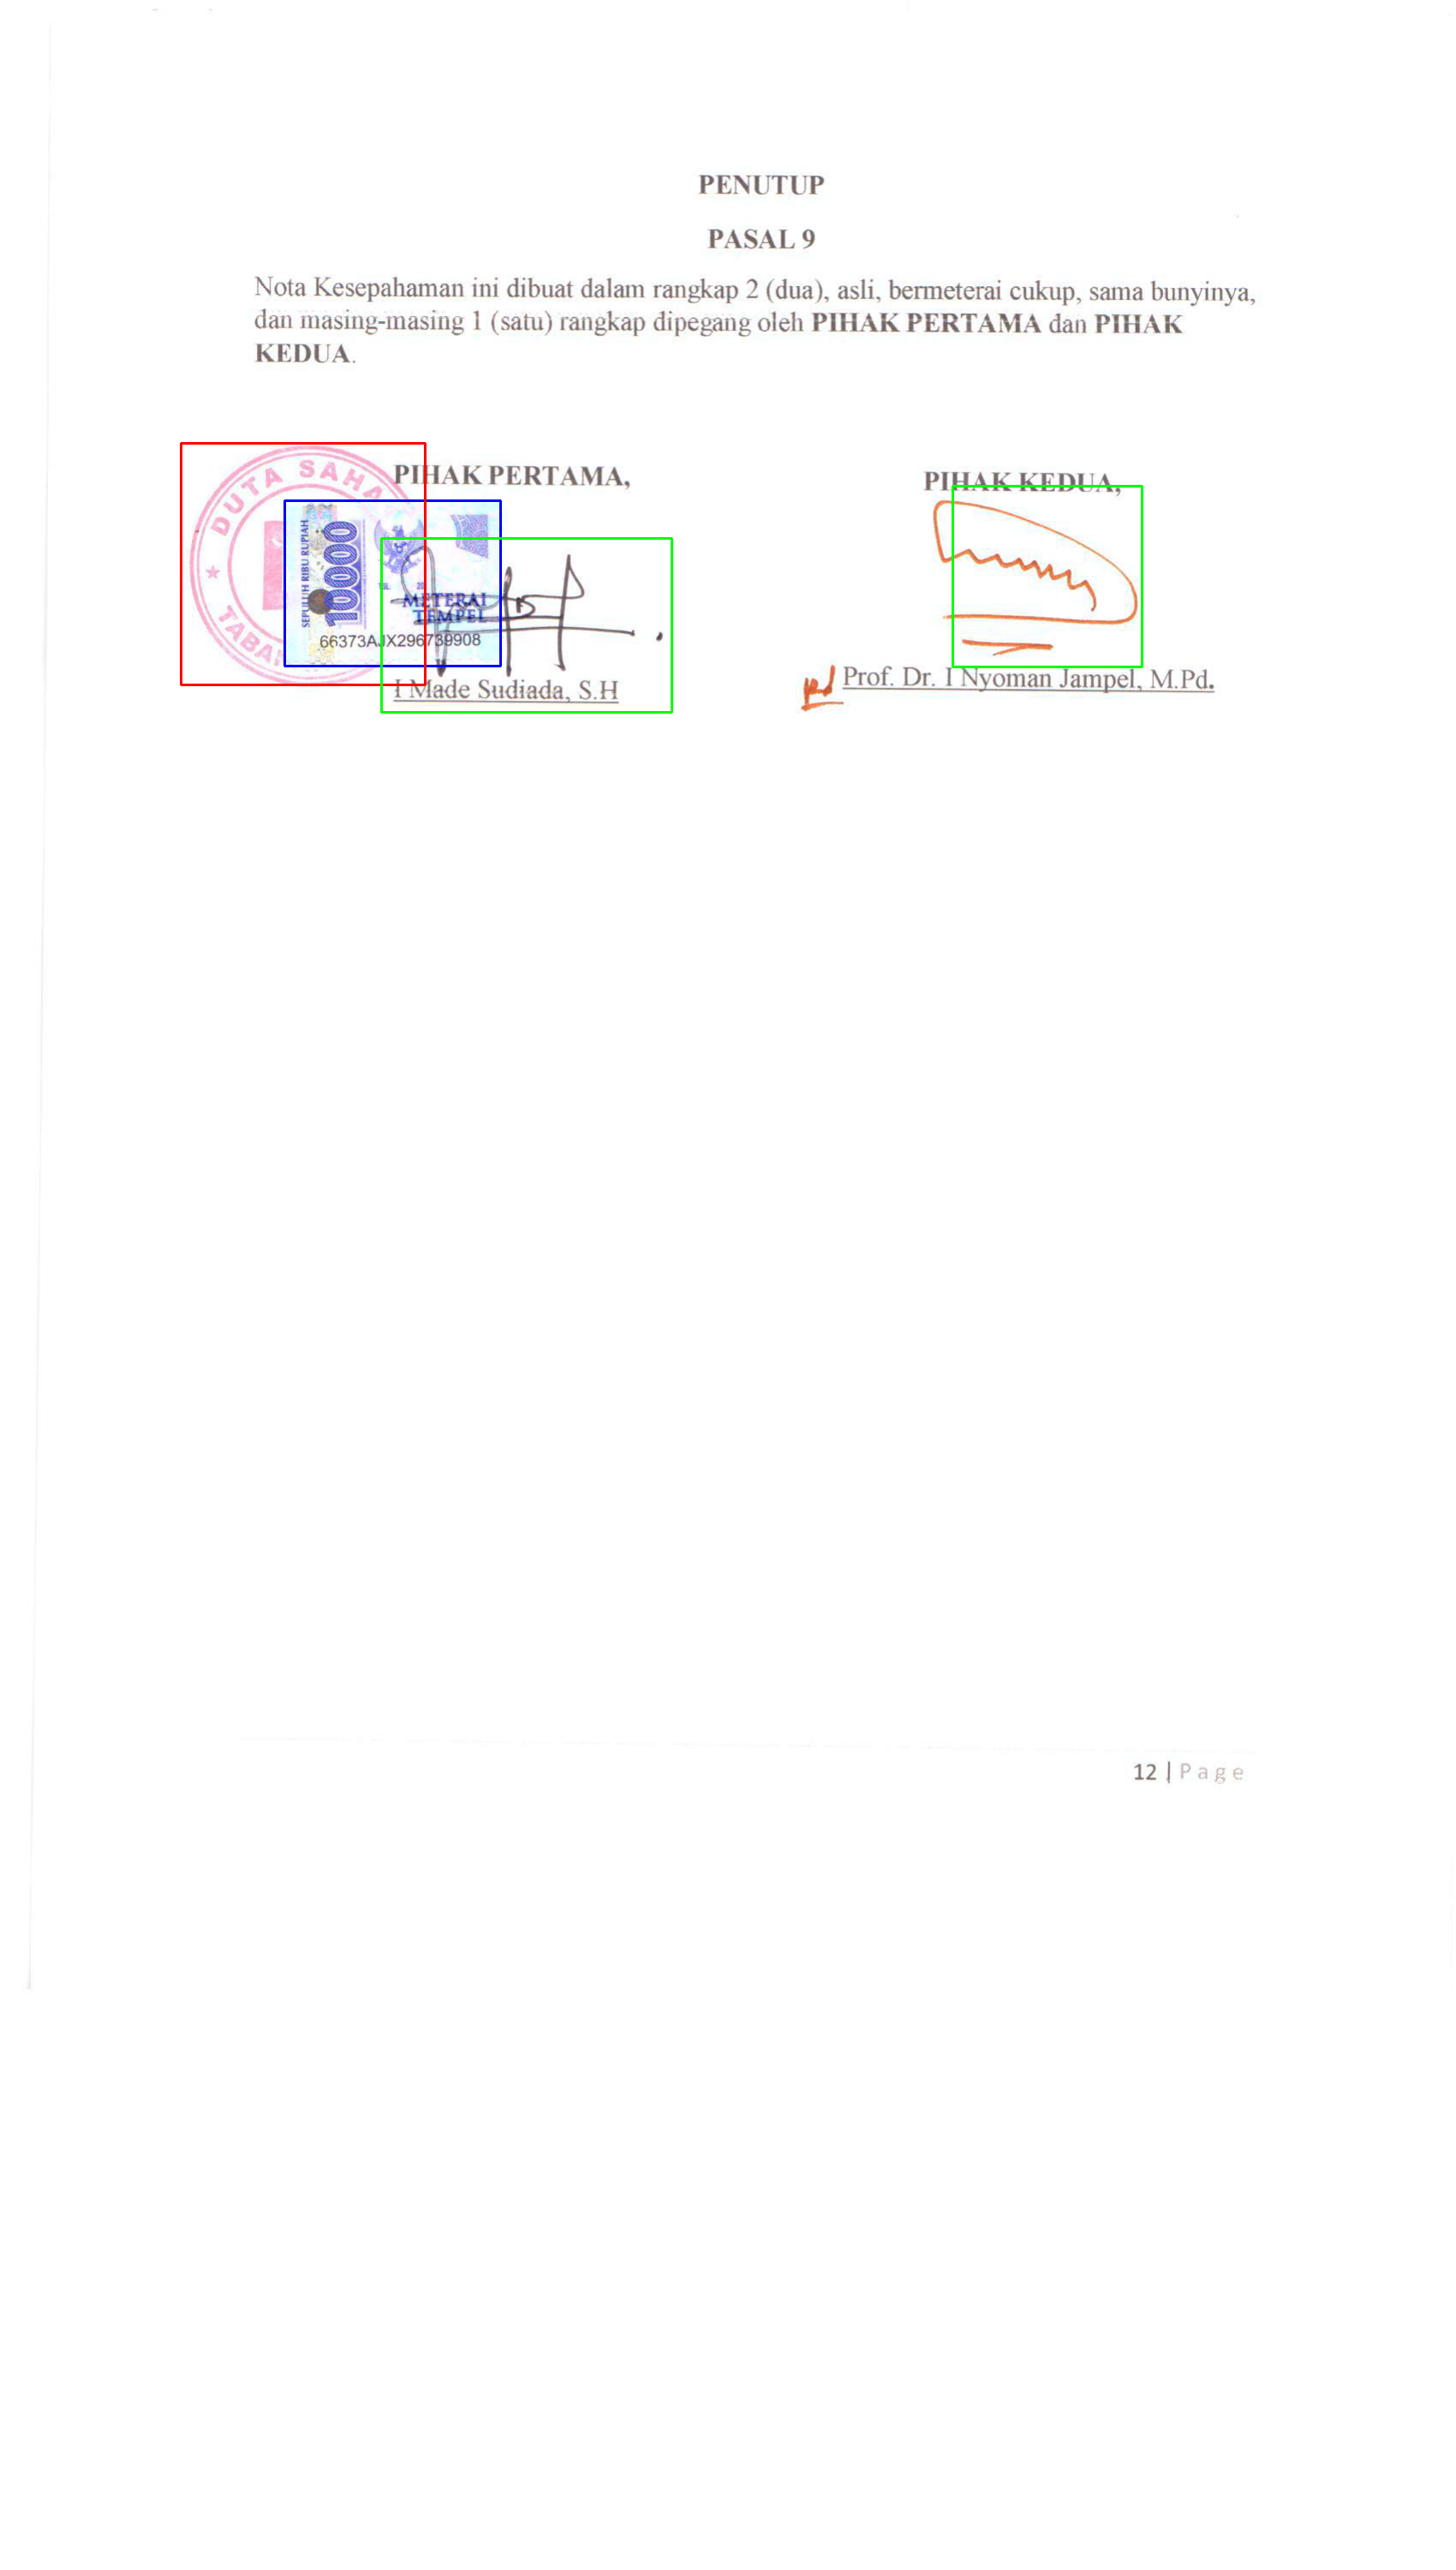 PENUTUP
PASAL 9
Nota Kesepahaman ini dibuat dalam rangkap 2 (dua), asli, bermeterai cukup, sama bunyinya,
dan masing-masing 1 (satu) rangkap dipegang oleh PIHAK PERTAMA dan PIHAK
KEDUA.
PIHAK PERTAMA,
DUTA SAHA
TABA
SEPULUH RIBU RUPIAH
10000
METERAI
TEMPEL
66373AJX296739908
I Made Sudiada, S.H
PIHAK KEDUA,
Prof. Dr. I Nyoman Jampel, M.Pd.
12 | Page